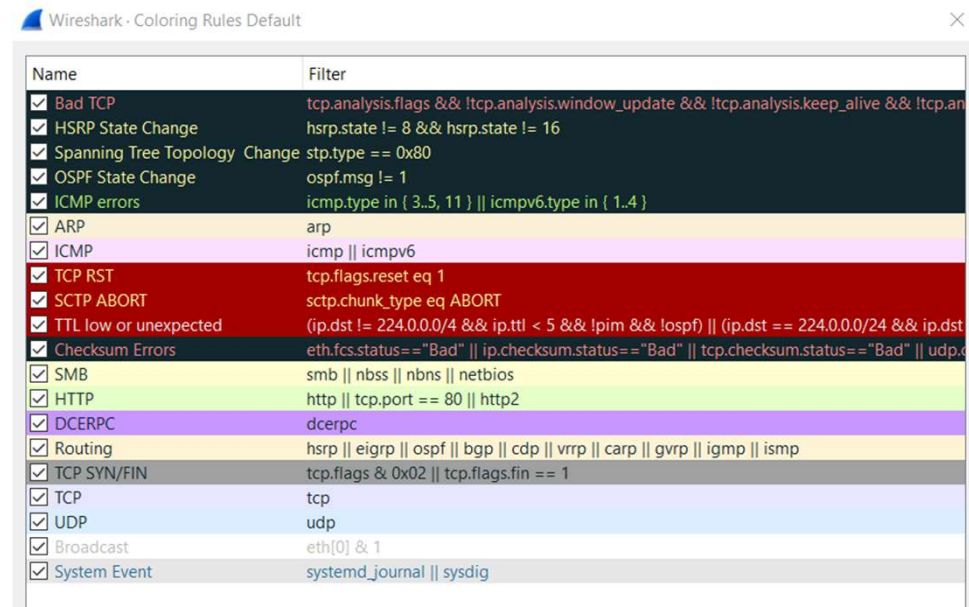 Wireshark · Coloring Rules Default
Name Filter
Bad TCP tcp.analysis.flags && !tcp.analysis.window_update && !tcp.analysis.keep_alive && !tcp.an
HSRP State Change hsrp.state != 8 && hsrp.state != 16
Spanning Tree Topology Change stp.type == 0x80
OSPF State Change ospf.msg != 1
ICMP errors icmp.type in { 3..5, 11 } || icmpv6.type in { 1..4 }
ARP arp
ICMP icmp || icmpv6
TCP RST tcp.flags.reset eq 1
SCTP ABORT sctp.chunk_type eq ABORT
TTL low or unexpected (ip.dst != 224.0.0.0/4 && ip.ttl < 5 && !pim && !ospf) || (ip.dst == 224.0.0.0/24 && ip.dst
Checksum Errors eth.fcs.status=="Bad" || ip.checksum.status=="Bad" || tcp.checksum.status=="Bad" || udp.c
SMB smb || nbss || nbns || netbios
HTTP http || tcp.port == 80 || http2
DCERPC dcerpc
Routing hsrp || eigrp || ospf || bgp || cdp || vrrp || carp || gvrp || igmp || ismp
TCP SYN/FIN tcp.flags & 0x02 || tcp.flags.fin == 1
TCP tcp
UDP udp
Broadcast eth[0] & 1
System Event systemd_journal || sysdig